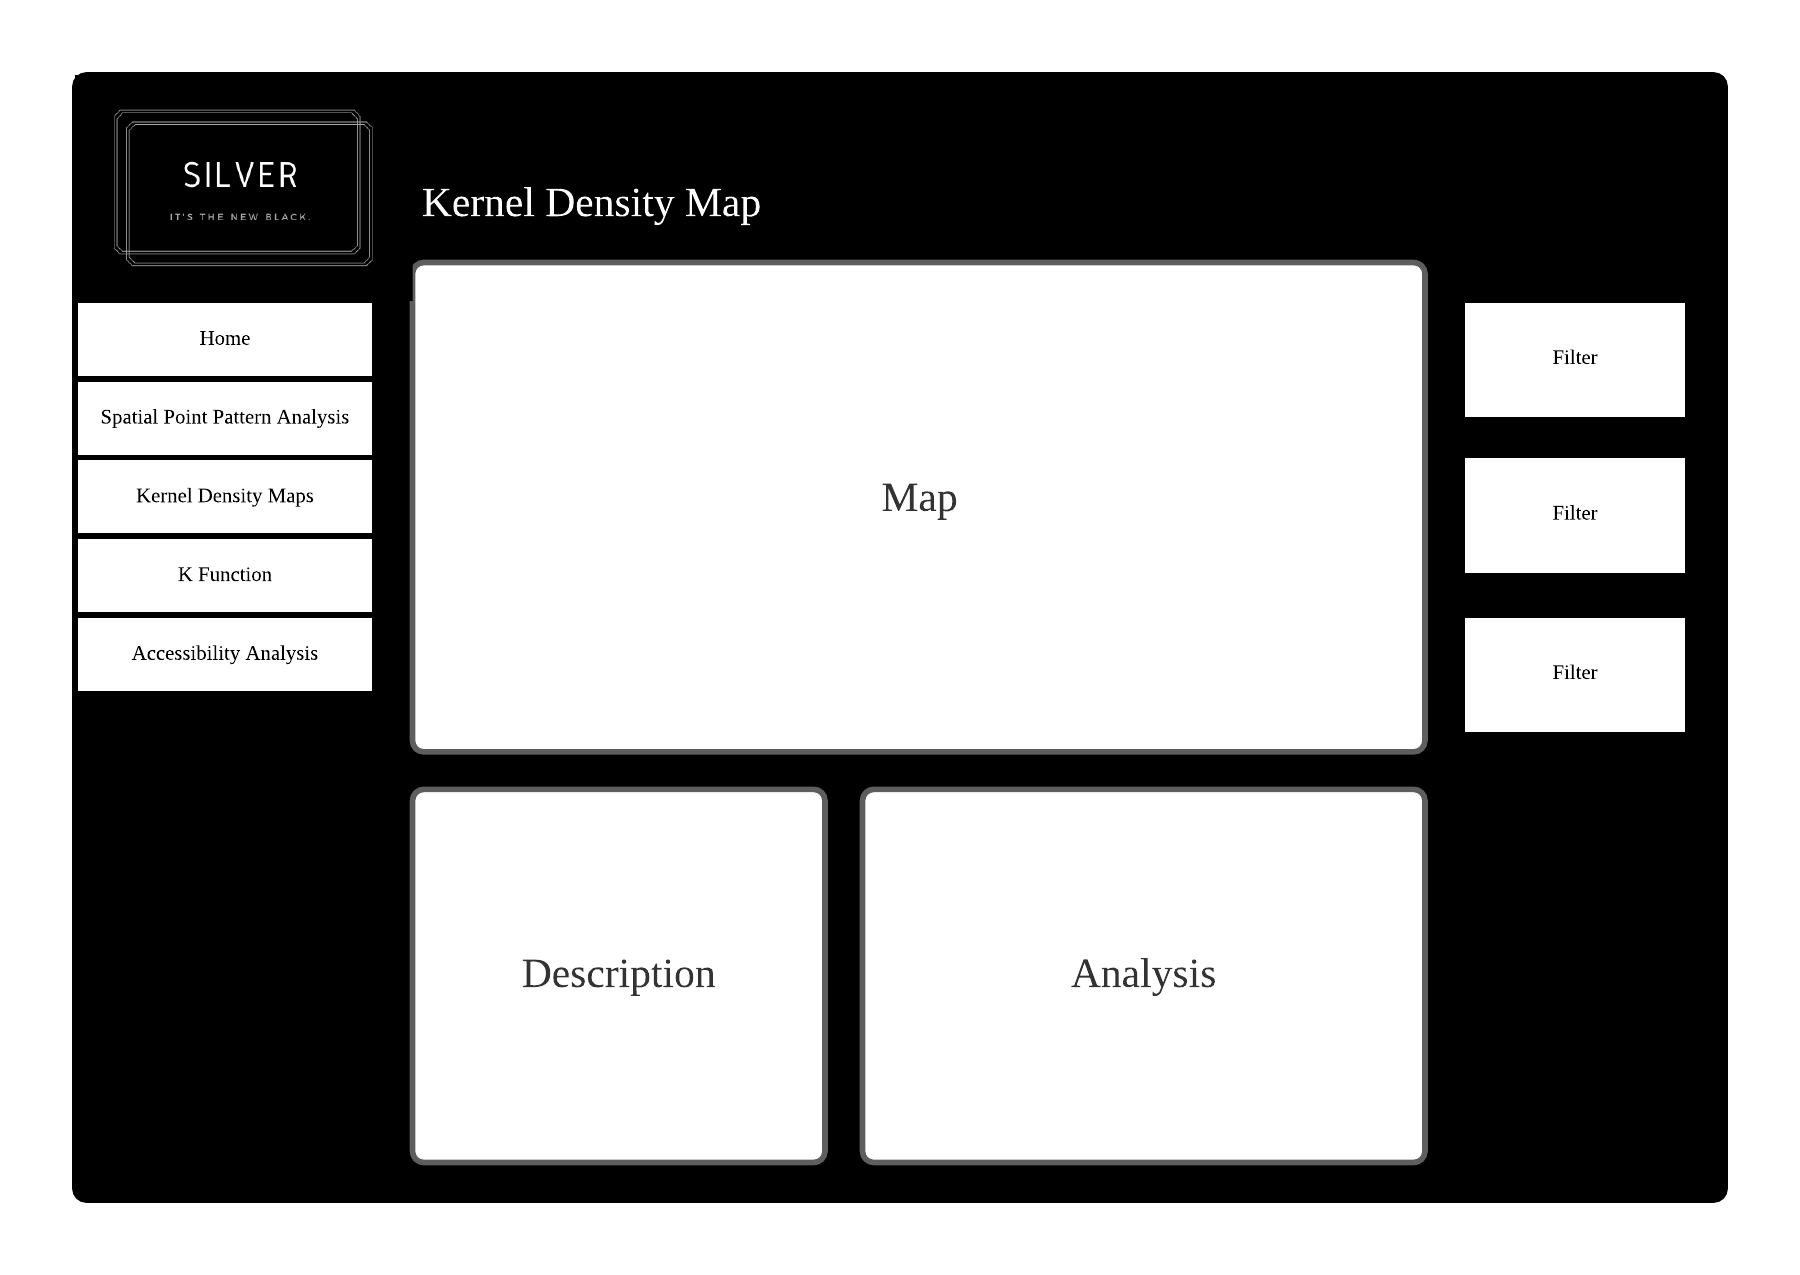 SILVER
IT'S THE NEW BLACK.
Kernel Density Map
Home
Spatial Point Pattern Analysis
Kernel Density Maps
K Function
Accessibility Analysis
Map
Filter
Filter
Filter
Description
Analysis